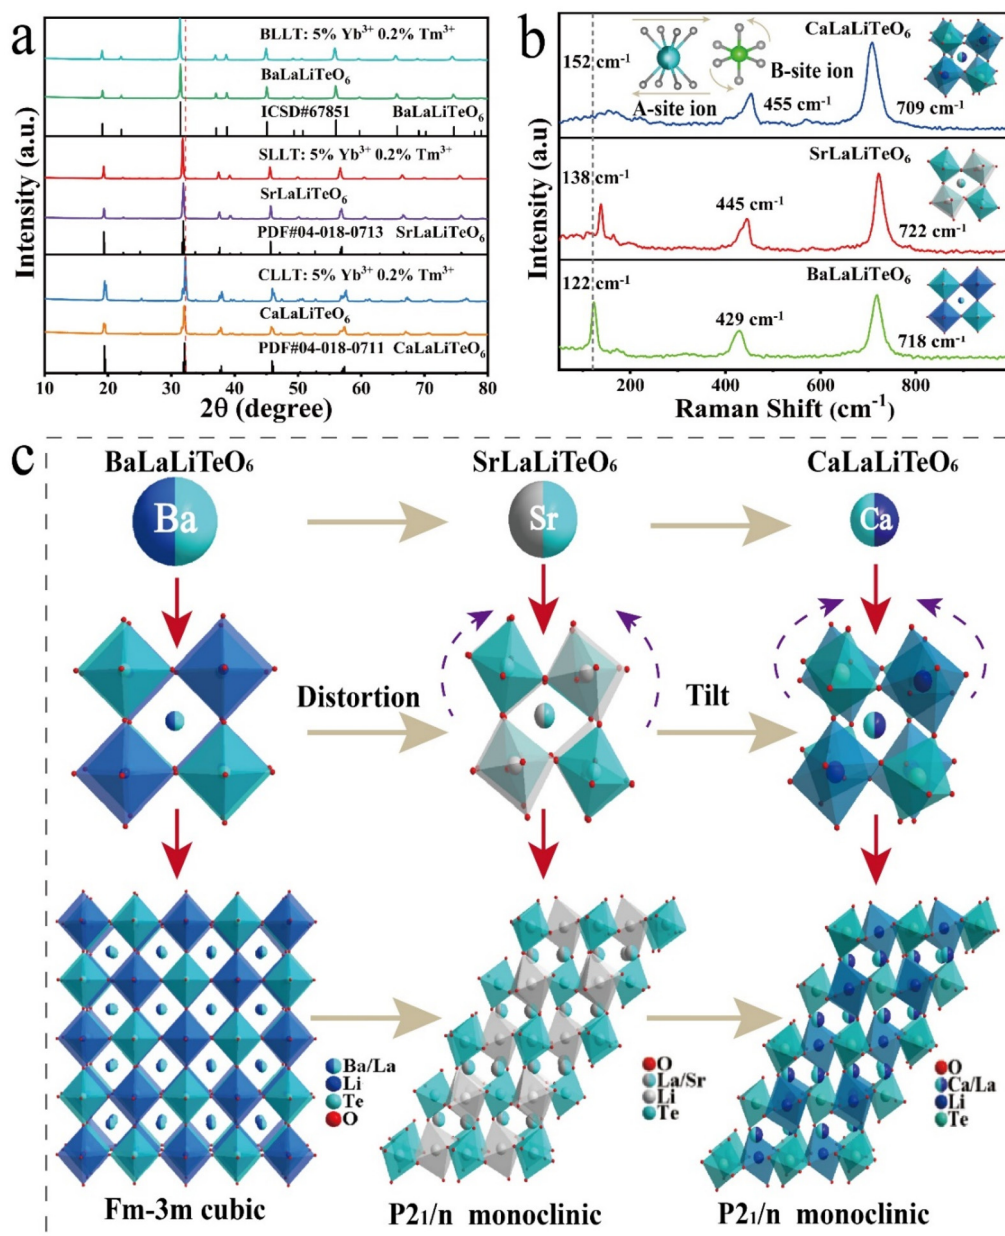 a
Intensity (a.u.)
BLLT: 5% Yb³⁺ 0.2% Tm³⁺
BaLaLiTeO₆
ICSD#67851 BaLaLiTeO₆
SLLT: 5% Yb³⁺ 0.2% Tm³⁺
SrLaLiTeO₆
PDF#04-018-0713 SrLaLiTeO₆
CLLT: 5% Yb³⁺ 0.2% Tm³⁺
CaLaLiTeO₆
PDF#04-018-0711 CaLaLiTeO₆
10 20 30 40 50 60 70 80
2θ (degree)
b
Intensity (a.u)
CaLaLiTeO₆
152 cm⁻¹
B-site ion
A-site ion
455 cm⁻¹
709 cm⁻¹
SrLaLiTeO₆
138 cm⁻¹
445 cm⁻¹
722 cm⁻¹
BaLaLiTeO₆
122 cm⁻¹
429 cm⁻¹
718 cm⁻¹
200 400 600 800
Raman Shift (cm⁻¹)
c
BaLaLiTeO₆ SrLaLiTeO₆ CaLaLiTeO₆
Ba Sr Ca
Distortion Tilt
Ba/La
Li
Te
O
O
La/Sr
Li
Te
O
Ca/La
Li
Te
Fm-3m cubic P2₁/n monoclinic P2₁/n monoclinic